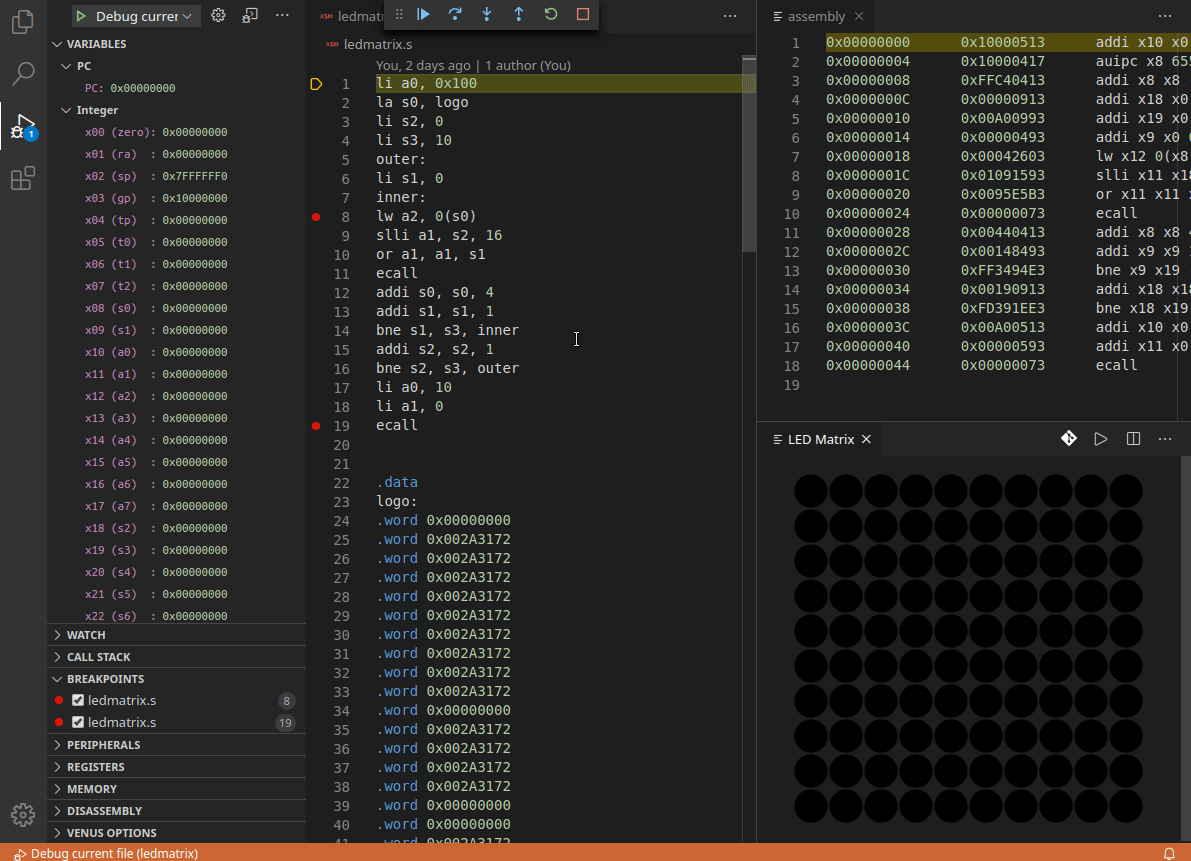 Debug currer
VARIABLES
PC
PC: 0x00000000
Integer
x00 (zero): 0x00000000
x01 (ra) : 0x00000000
x02 (sp) : 0x7FFFFFF0
x03 (gp) : 0x10000000
x04 (tp) : 0x00000000
x05 (t0) : 0x00000000
x06 (t1) : 0x00000000
x07 (t2) : 0x00000000
x08 (s0) : 0x00000000
x09 (s1) : 0x00000000
x10 (a0) : 0x00000000
x11 (a1) : 0x00000000
x12 (a2) : 0x00000000
x13 (a3) : 0x00000000
x14 (a4) : 0x00000000
x15 (a5) : 0x00000000
x16 (a6) : 0x00000000
x17 (a7) : 0x00000000
x18 (s2) : 0x00000000
x19 (s3) : 0x00000000
x20 (s4) : 0x00000000
x21 (s5) : 0x00000000
x22 (s6) : 0x00000000
WATCH
CALL STACK
BREAKPOINTS
ledmatrix.s 8
ledmatrix.s 19
PERIPHERALS
REGISTERS
MEMORY
DISASSEMBLY
VENUS OPTIONS
Debug current file (ledmatrix)
ASM ledmatr
ASM ledmatrix.s
You, 2 days ago | 1 author (You)
1 li a0, 0x100
2 la s0, logo
3 li s2, 0
4 li s3, 10
5 outer:
6 li s1, 0
7 inner:
8 lw a2, 0(s0)
9 slli a1, s2, 16
10 or a1, a1, s1
11 ecall
12 addi s0, s0, 4
13 addi s1, s1, 1
14 bne s1, s3, inner
15 addi s2, s2, 1
16 bne s2, s3, outer
17 li a0, 10
18 li a1, 0
19 ecall
20
21
22 .data
23 logo:
24 .word 0x00000000
25 .word 0x002A3172
26 .word 0x002A3172
27 .word 0x002A3172
28 .word 0x002A3172
29 .word 0x002A3172
30 .word 0x002A3172
31 .word 0x002A3172
32 .word 0x002A3172
33 .word 0x002A3172
34 .word 0x00000000
35 .word 0x002A3172
36 .word 0x002A3172
37 .word 0x002A3172
38 .word 0x002A3172
39 .word 0x00000000
40 .word 0x00000000
41 .word 0x002A3172
assembly
1 0x00000000 0x10000513 addi x10 x0
2 0x00000004 0x10000417 auipc x8 655
3 0x00000008 0xFFC40413 addi x8 x8
4 0x0000000C 0x00000913 addi x18 x0
5 0x00000010 0x00A00993 addi x19 x0
6 0x00000014 0x00000493 addi x9 x0
7 0x00000018 0x00042603 lw x12 0(x8
8 0x0000001C 0x01091593 slli x11 x18
9 0x00000020 0x0095E5B3 or x11 x11
10 0x00000024 0x00000073 ecall
11 0x00000028 0x00440413 addi x8 x8 4
12 0x0000002C 0x00148493 addi x9 x9
13 0x00000030 0xFF3494E3 bne x9 x19
14 0x00000034 0x00190913 addi x18 x18
15 0x00000038 0xFD391EE3 bne x18 x19
16 0x0000003C 0x00A00513 addi x10 x0
17 0x00000040 0x00000593 addi x11 x0
18 0x00000044 0x00000073 ecall
19
LED Matrix